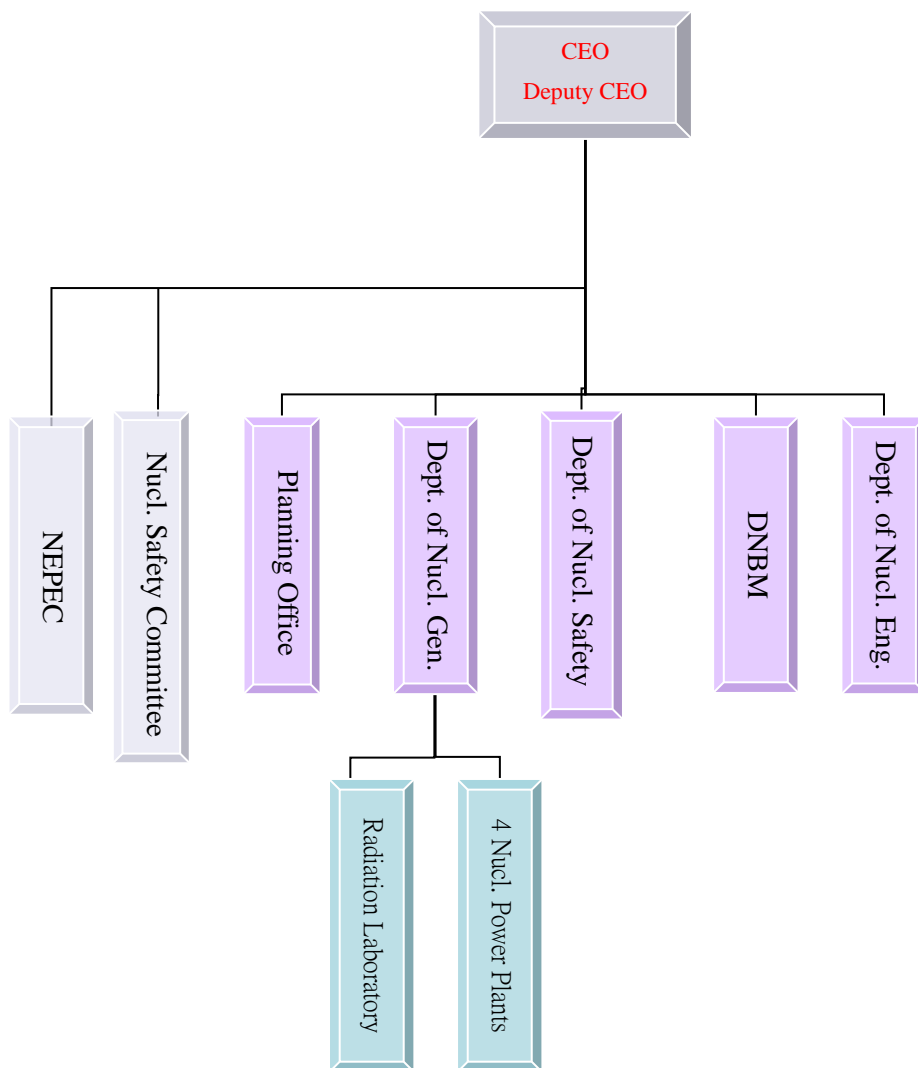 CEO
Deputy CEO
NEPEC
Nucl. Safety Committee
Planning Office
Dept. of Nucl. Gen.
Dept. of Nucl. Safety
DNBM
Dept. of Nucl. Eng.
Radiation Laboratory
4 Nucl. Power Plants